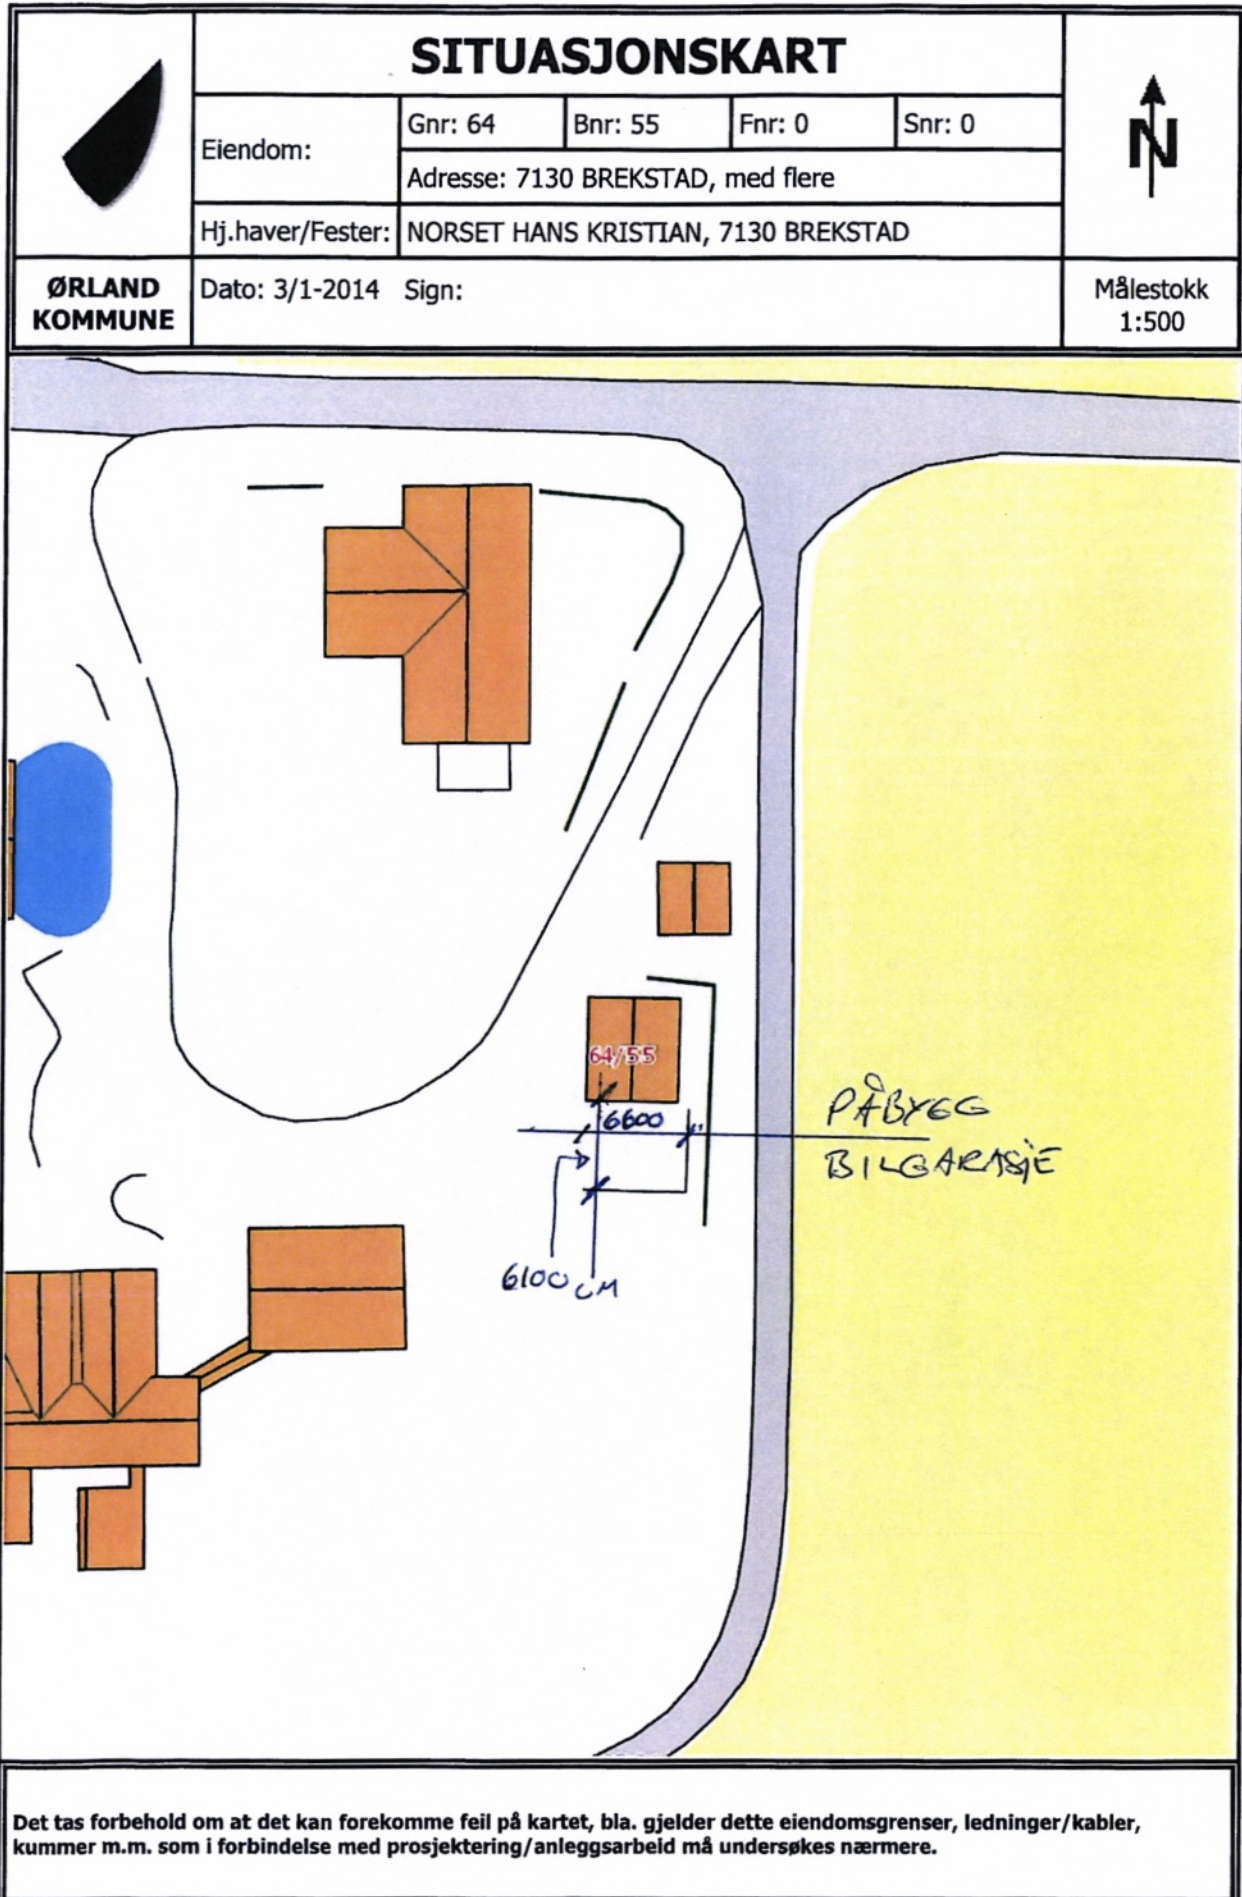 SITUASJONSKART
Eiendom:
Gnr: 64
Bnr: 55
Fnr: 0
Snr: 0
Adresse: 7130 BREKSTAD, med flere
Hj.haver/Fester:
NORSET HANS KRISTIAN, 7130 BREKSTAD
N
ØRLAND
KOMMUNE
Dato: 3/1-2014 Sign:
Målestokk
1:500
64/55
6600
PÅBYGG
BILGARASJE
6100 CM
Det tas forbehold om at det kan forekomme feil på kartet, bla. gjelder dette eiendomsgrenser, ledninger/kabler,
kummer m.m. som i forbindelse med prosjektering/anleggsarbeid må undersøkes nærmere.